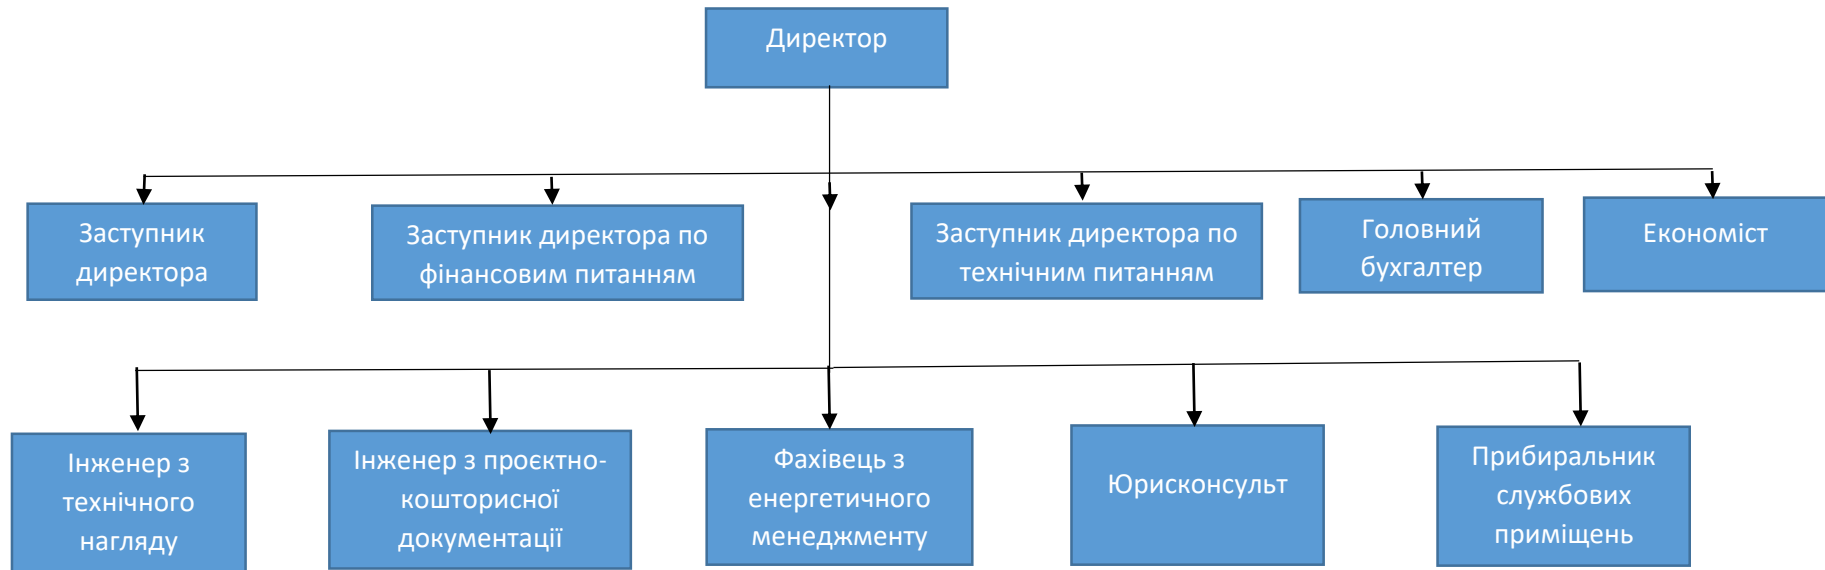 Директор
Заступник
директора
Заступник директора по
фінансовим питанням
Заступник директора по
технічним питанням
Головний
бухгалтер
Економіст
Інженер з
технічного
нагляду
Інженер з проєктно-
кошторисної
документації
Фахівець з
енергетичного
менеджменту
Юрисконсульт
Прибиральник
службових
приміщень